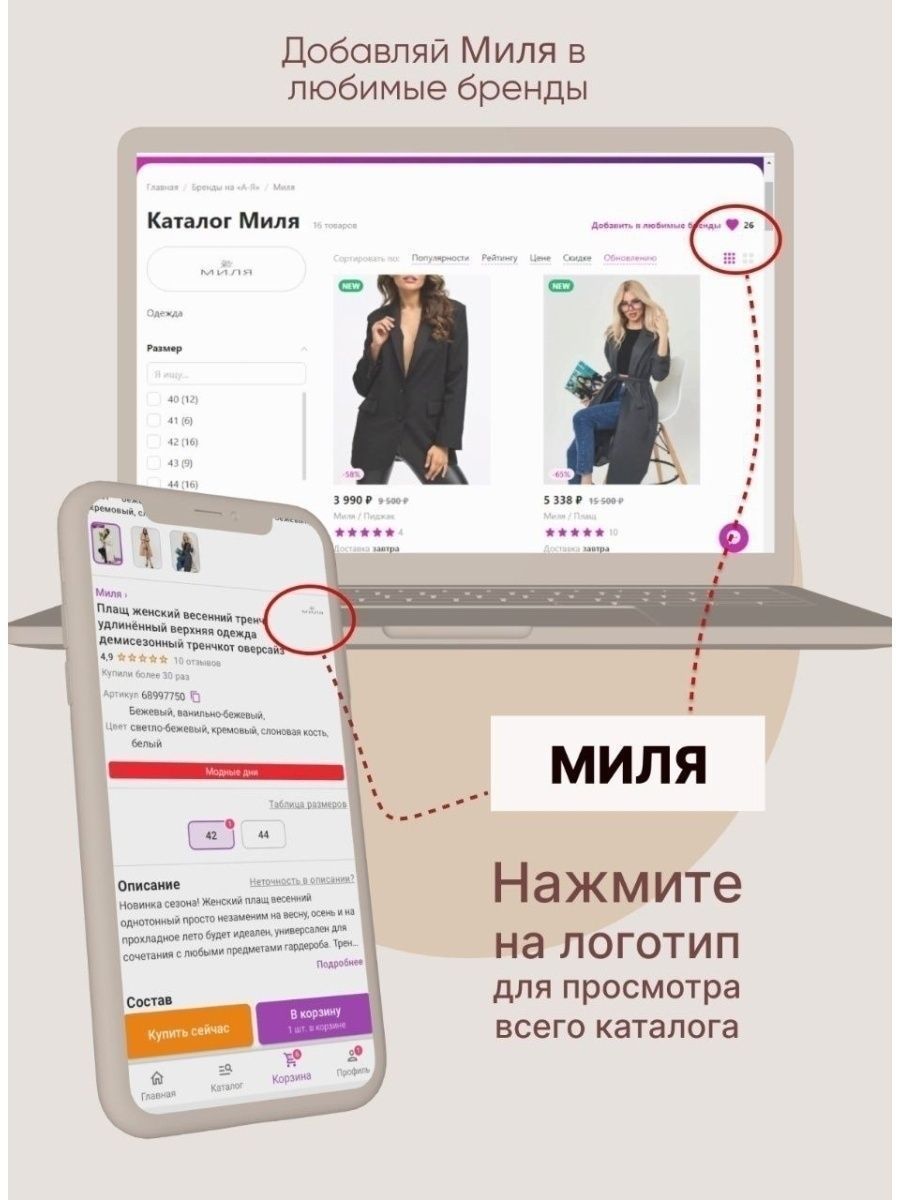 Добавляй Миля в
любимые бренды
Главная / Бренды на «А-Я» / Миля
Каталог Миля 16 товаров
Добавить в любимые бренды 26
МИЛЯ
Сортировать по: Популярности Рейтингу Цене Скидке Обновлению
NEW
NEW
Одежда
Размер
Я ищу...
40 (12)
41 (6)
42 (16)
43 (9)
44 (16)
-58%
-65%
3 990 ₽ 9 500 ₽
5 338 ₽ 15 500 ₽
Миля / Пиджак
Миля / Плащ
4
10
Доставка завтра
Доставка завтра
Миля ›
МИЛЯ
Плащ женский весенний тренч
удлинённый верхняя одежда
демисезонный тренчкот оверсайз
4,9 10 отзывов
Купили более 30 раз
Артикул 68997750
Бежевый, ванильно-бежевый,
Цвет светло-бежевый, кремовый, слоновая кость,
белый
Модные дни
Таблица размеров
42 1 44
Описание Неточность в описании?
Новинка сезона! Женский плащ весенний
однотонный просто незаменим на весну, осень и на
прохладное лето будет идеален, универсален для
сочетания с любыми предметами гардероба. Трен...
Подробнее
Состав
Купить сейчас
В корзину
1 шт. в корзине
Главная Каталог Корзина Профиль
МИЛЯ
Нажмите
на логотип
для просмотра
всего каталога